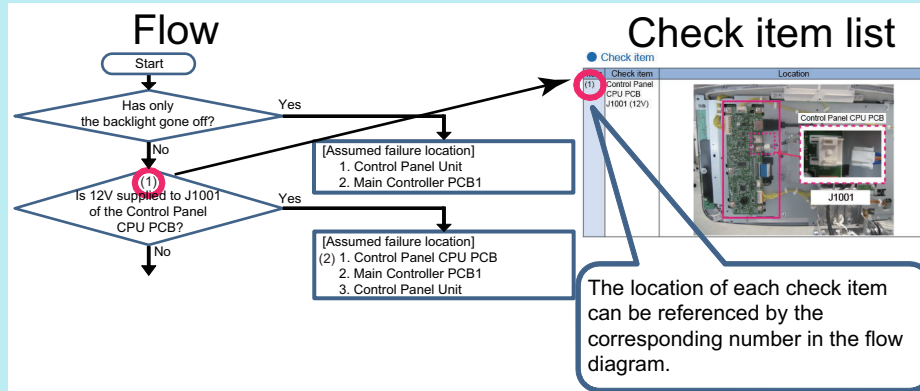 Flow
Start
Has only
the backlight gone off?
Yes
No
[Assumed failure location]
1. Control Panel Unit
2. Main Controller PCB1
(1)
Is 12V supplied to J1001
of the Control Panel
CPU PCB?
Yes
No
[Assumed failure location]
(2) 1. Control Panel CPU PCB
2. Main Controller PCB1
3. Control Panel Unit
Check item list
Check item
Check item Location
(1) Control Panel
CPU PCB
J1001 (12V)
Control Panel CPU PCB
J1001
The location of each check item
can be referenced by the
corresponding number in the flow
diagram.